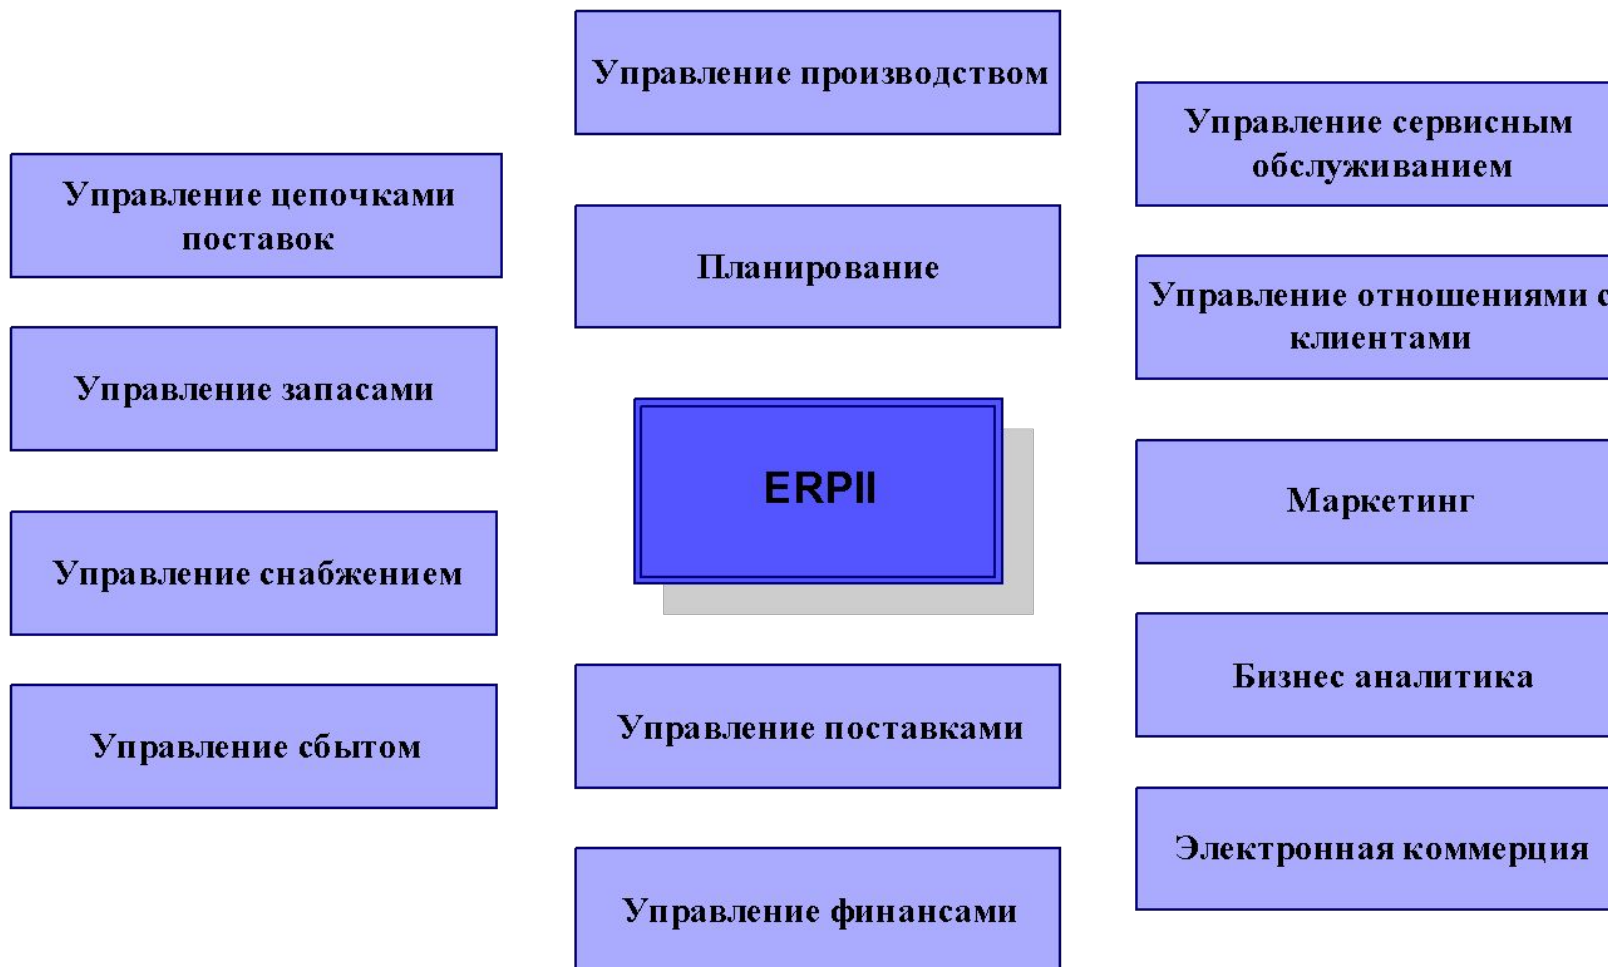 Управление производством
Управление сервисным
обслуживанием
Управление цепочками
поставок
Планирование
Управление отношениями с
клиентами
Управление запасами
ERPII
Маркетинг
Управление снабжением
Бизнес аналитика
Управление поставками
Управление сбытом
Электронная коммерция
Управление финансами